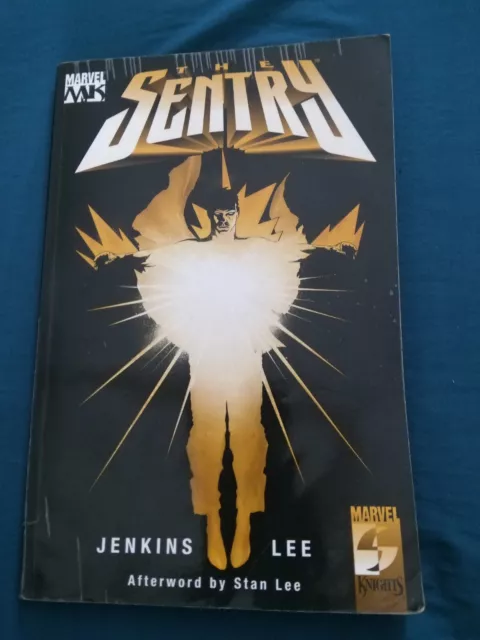 MARVEL
MK
THE
SENTRY
JENKINS LEE
Afterword by Stan Lee
MARVEL
KNIGHTS